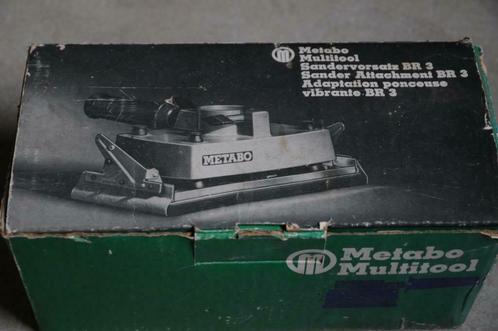 Metabo
Multitool
Sandervorsatz BR 3
Sander Attachment BR 3
Adaptation ponceuse
vibrante BR 3
METABO
Metabo
Multitool